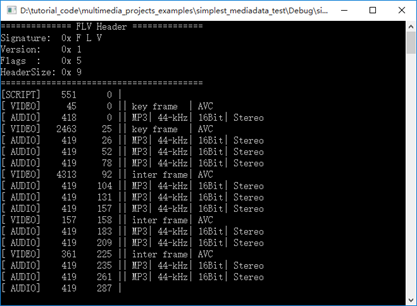 D:\tutorial_code\multimedia_projects_examples\simplest_mediadata_test\Debug\si...
============== FLV Header ==============
Signature:  0x F L V
Version:    0x 1
Flags  :    0x 5
HeaderSize: 0x 9
========================================
[SCRIPT]    551      0 |
[ VIDEO]     45      0 || key frame  | AVC
[ AUDIO]    418      0 || MP3| 44-kHz| 16Bit| Stereo
[ VIDEO]   2463     25 || key frame  | AVC
[ AUDIO]    419     26 || MP3| 44-kHz| 16Bit| Stereo
[ AUDIO]    419     52 || MP3| 44-kHz| 16Bit| Stereo
[ AUDIO]    419     78 || MP3| 44-kHz| 16Bit| Stereo
[ VIDEO]   4313     92 || inter frame| AVC
[ AUDIO]    419    104 || MP3| 44-kHz| 16Bit| Stereo
[ AUDIO]    419    131 || MP3| 44-kHz| 16Bit| Stereo
[ AUDIO]    419    157 || MP3| 44-kHz| 16Bit| Stereo
[ VIDEO]    157    158 || inter frame| AVC
[ AUDIO]    419    183 || MP3| 44-kHz| 16Bit| Stereo
[ AUDIO]    419    209 || MP3| 44-kHz| 16Bit| Stereo
[ VIDEO]    361    225 || inter frame| AVC
[ AUDIO]    419    235 || MP3| 44-kHz| 16Bit| Stereo
[ AUDIO]    419    261 || MP3| 44-kHz| 16Bit| Stereo
[ AUDIO]    419    287 |